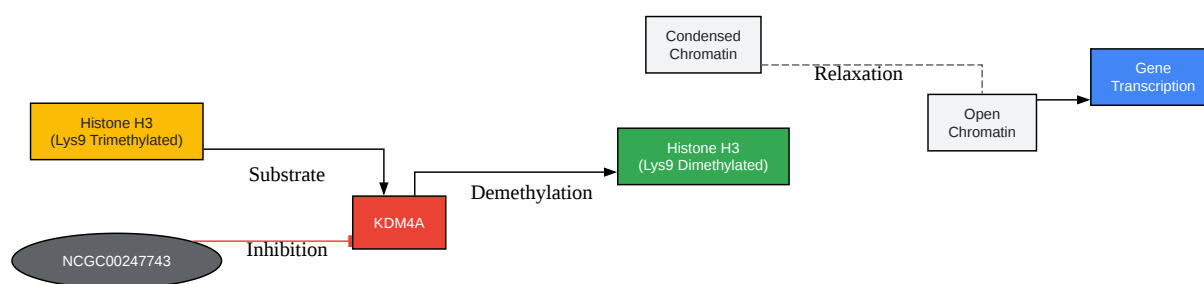 Condensed
Chromatin
Relaxation
Gene
Transcription
Open
Chromatin
Histone H3
(Lys9 Trimethylated)
Substrate
Histone H3
(Lys9 Dimethylated)
Demethylation
KDM4A
NCGC00247743
Inhibition